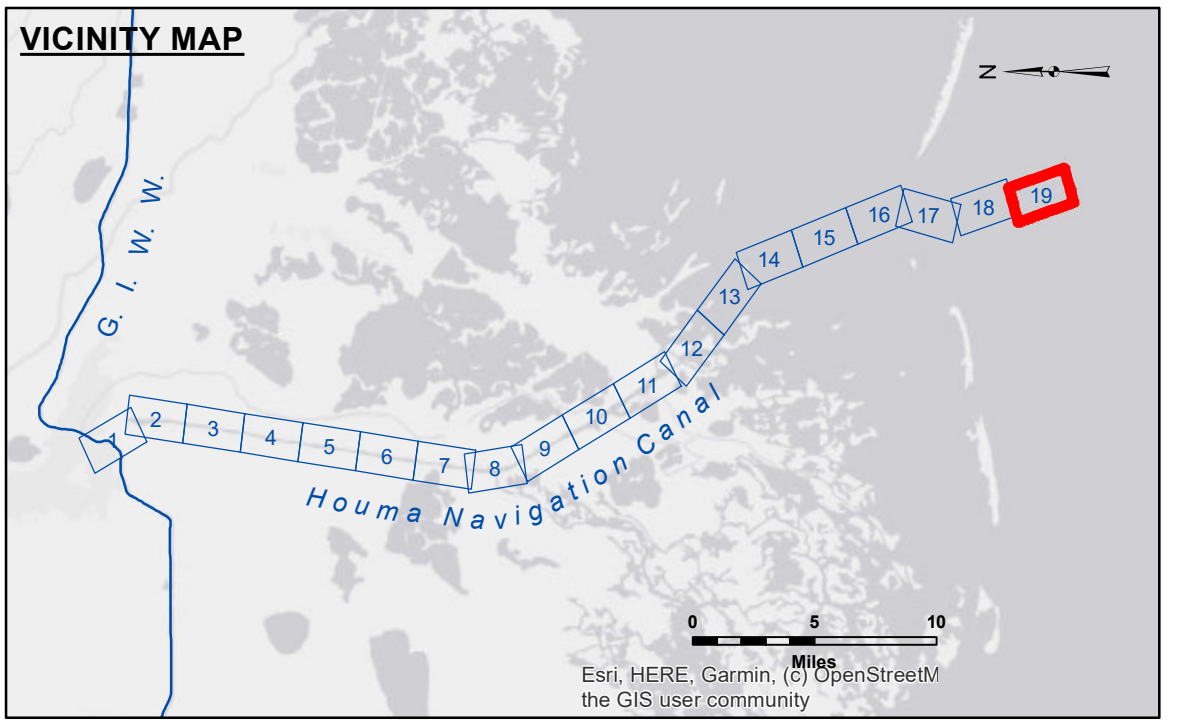 VICINITY MAP
N
G. I. W. W.
1
2
3
4
5
6
7
8
9
10
11
12
13
14
15
16
17
18
19
Houma Navigation Canal
0 5 10
Miles
Esri, HERE, Garmin, (c) OpenStreetM
the GIS user community